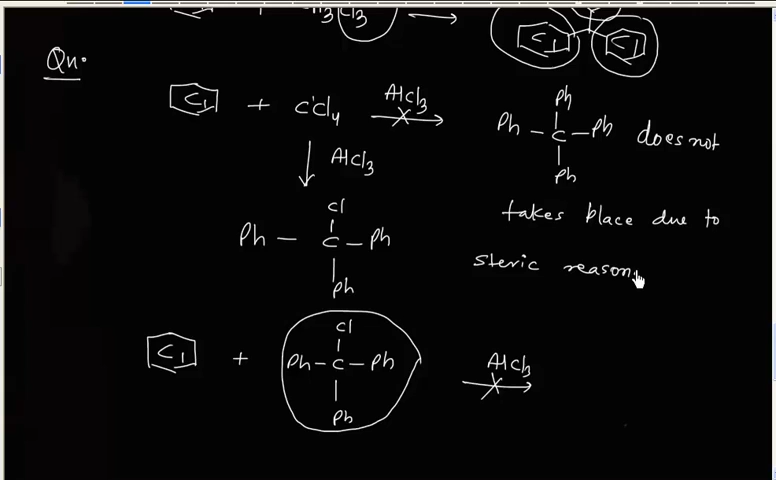 + Cl3
Qn:
+ CCl4 AlCl3
Ph
Ph - C - Ph does not
Ph
AlCl3
takes place due to
steric reason,
Cl
Ph - C - Ph
Ph
Cl
+ Ph - C - Ph AlCl3
Ph